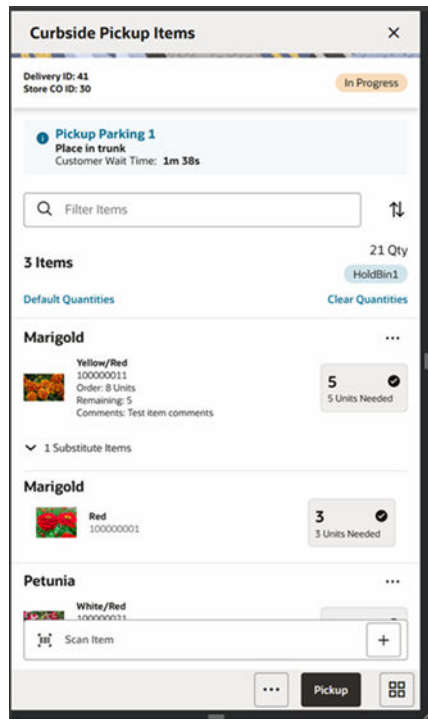 Curbside Pickup Items
Delivery ID: 41
Store CO ID: 30
In Progress
Pickup Parking 1
Place in trunk
Customer Wait Time: 1m 38s
Filter Items
21 Qty
3 Items
HoldBin1
Default Quantities
Clear Quantities
Marigold
Yellow/Red
100000011
Order: 8 Units
Remaining: 5
Comments: Test item comments
5
5 Units Needed
1 Substitute Items
Marigold
Red
100000001
3
3 Units Needed
Petunia
White/Red
Scan Item
Pickup